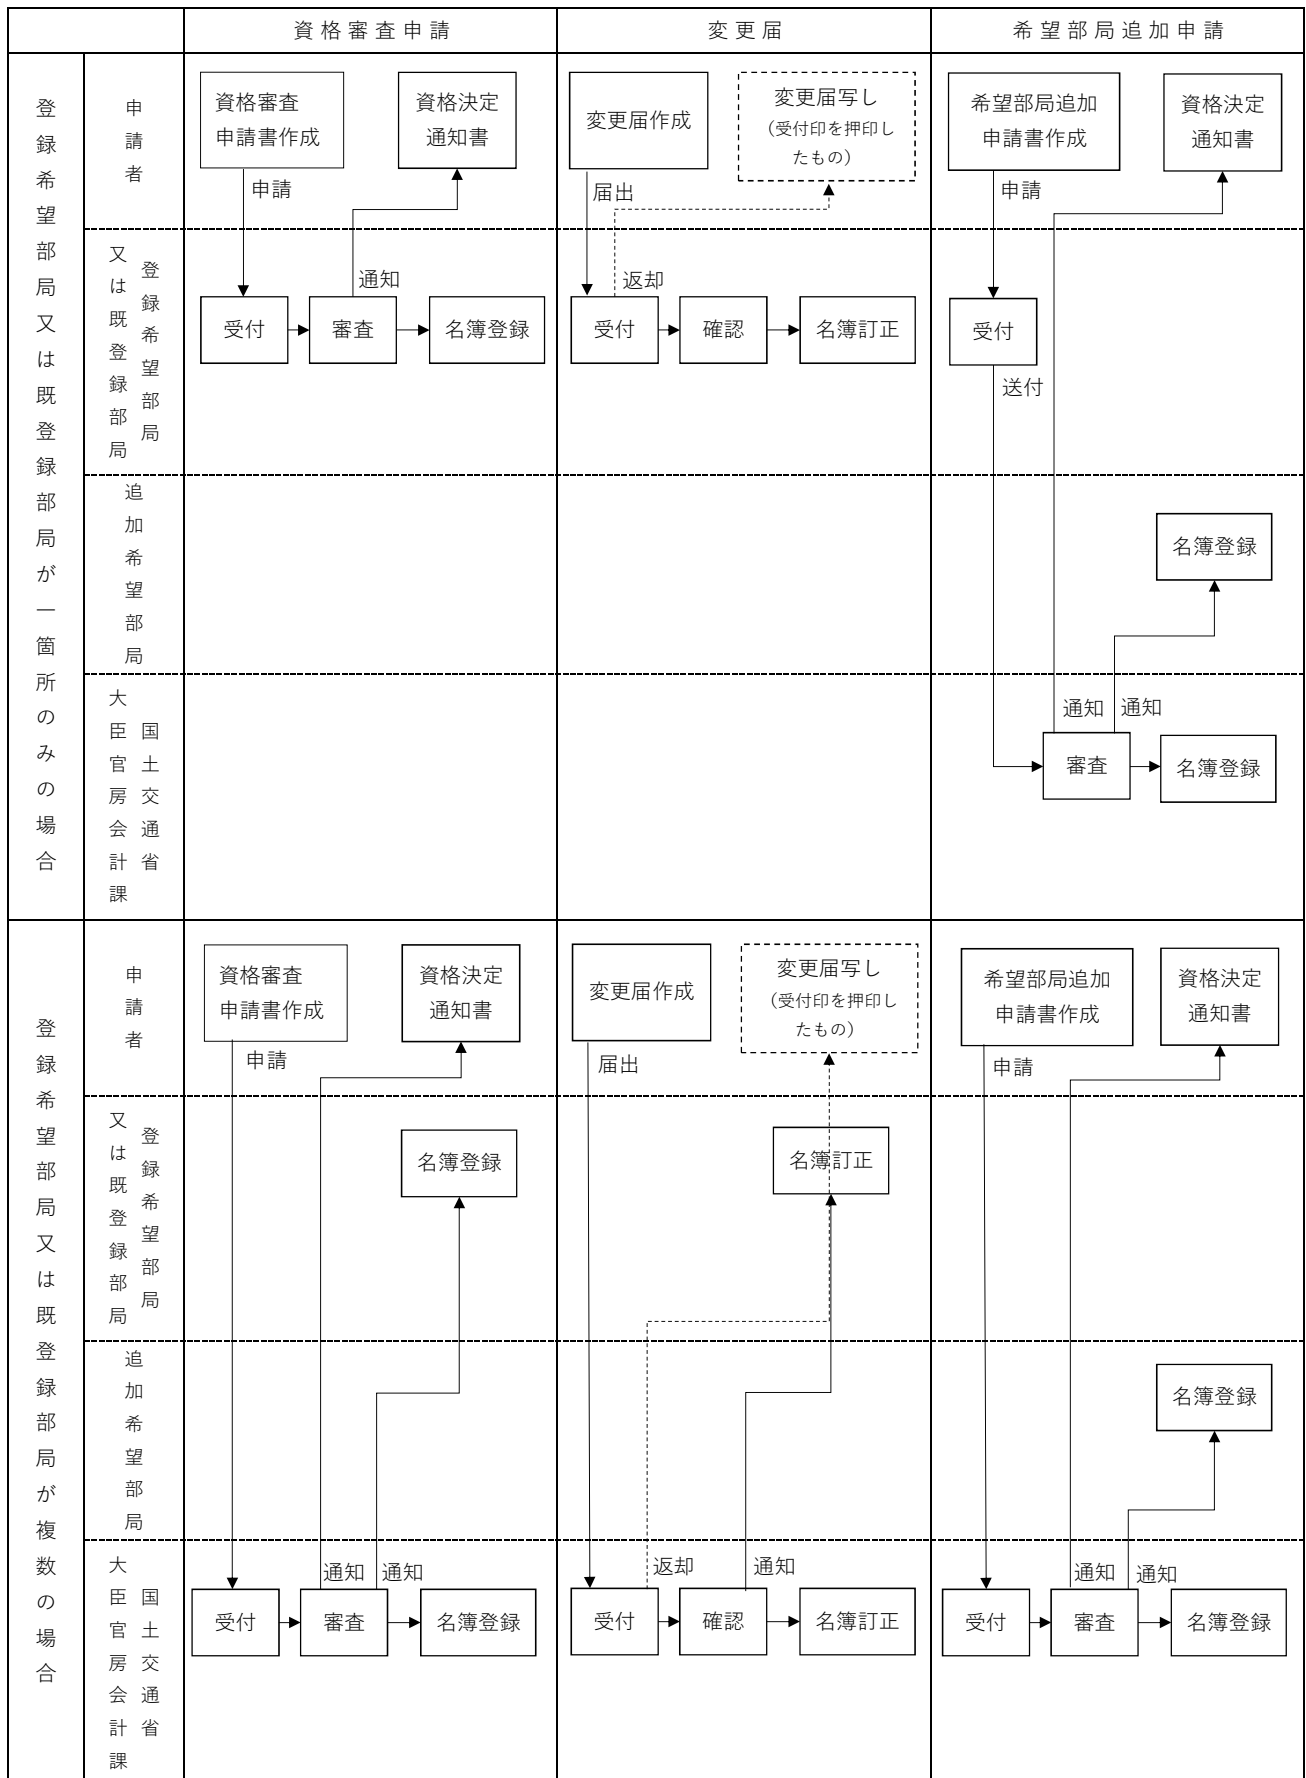 資格審査申請
変更届
希望部局追加申請
登録希望部局又は既登録部局が一箇所のみの場合
申請者
資格審査
申請書作成
資格決定
通知書
申請
変更届作成
変更届写し
（受付印を押印し
たもの）
届出
希望部局追加
申請書作成
資格決定
通知書
申請
登録希望部局
又は既登録部局
通知
受付
審査
名簿登録
返却
受付
確認
名簿訂正
受付
送付
追加希望部局
名簿登録
国土交通省
大臣官房会計課
通知
通知
審査
名簿登録
登録希望部局又は既登録部局が複数の場合
申請者
資格審査
申請書作成
資格決定
通知書
申請
変更届作成
変更届写し
（受付印を押印し
たもの）
届出
希望部局追加
申請書作成
資格決定
通知書
申請
登録希望部局
又は既登録部局
名簿登録
名簿訂正
追加希望部局
名簿登録
国土交通省
大臣官房会計課
通知
通知
受付
審査
名簿登録
返却
通知
受付
確認
名簿訂正
通知
通知
受付
審査
名簿登録